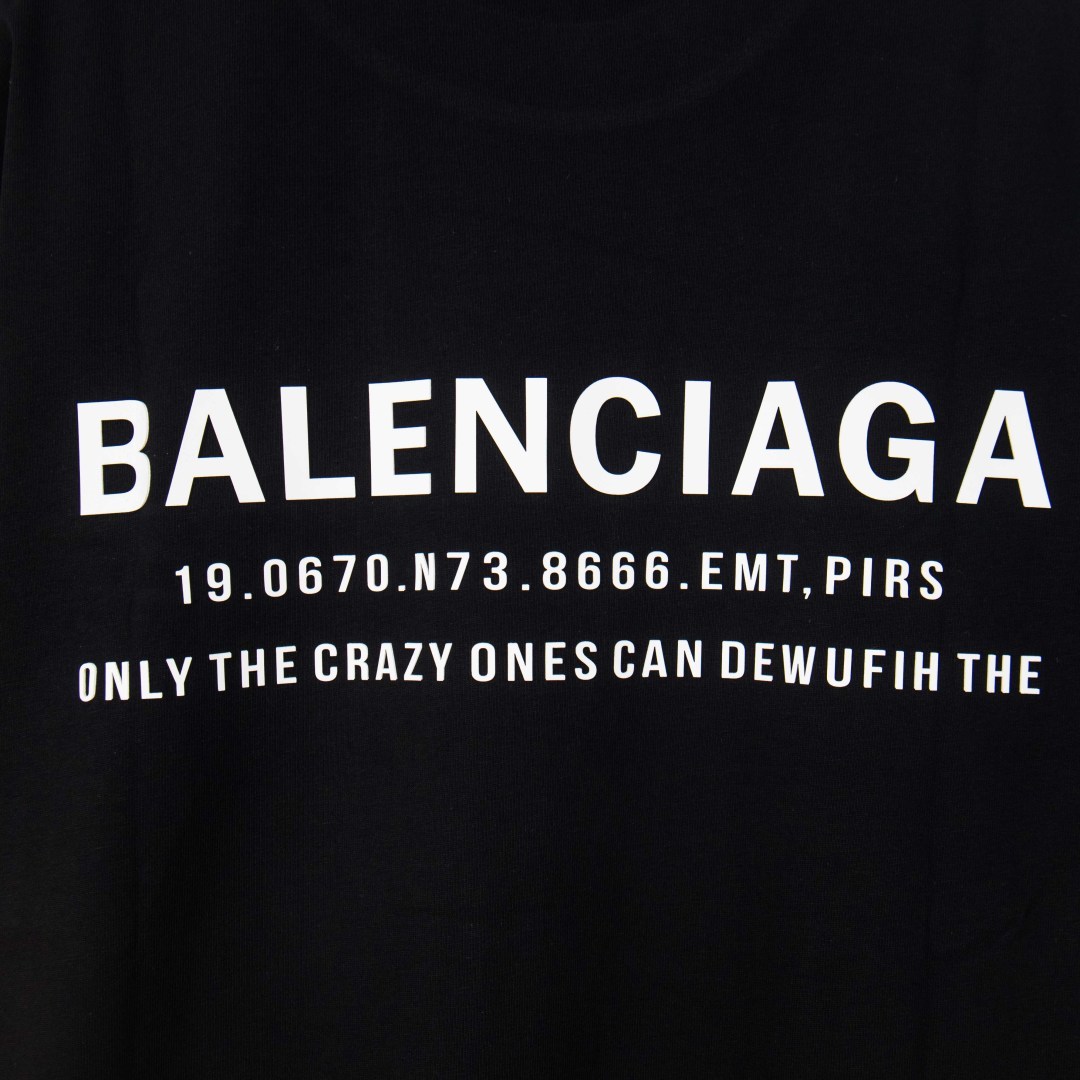 BALENCIAGA
19.0670.N73.8666.EMT,PIRS
ONLY THE CRAZY ONES CAN DEWUFIH THE